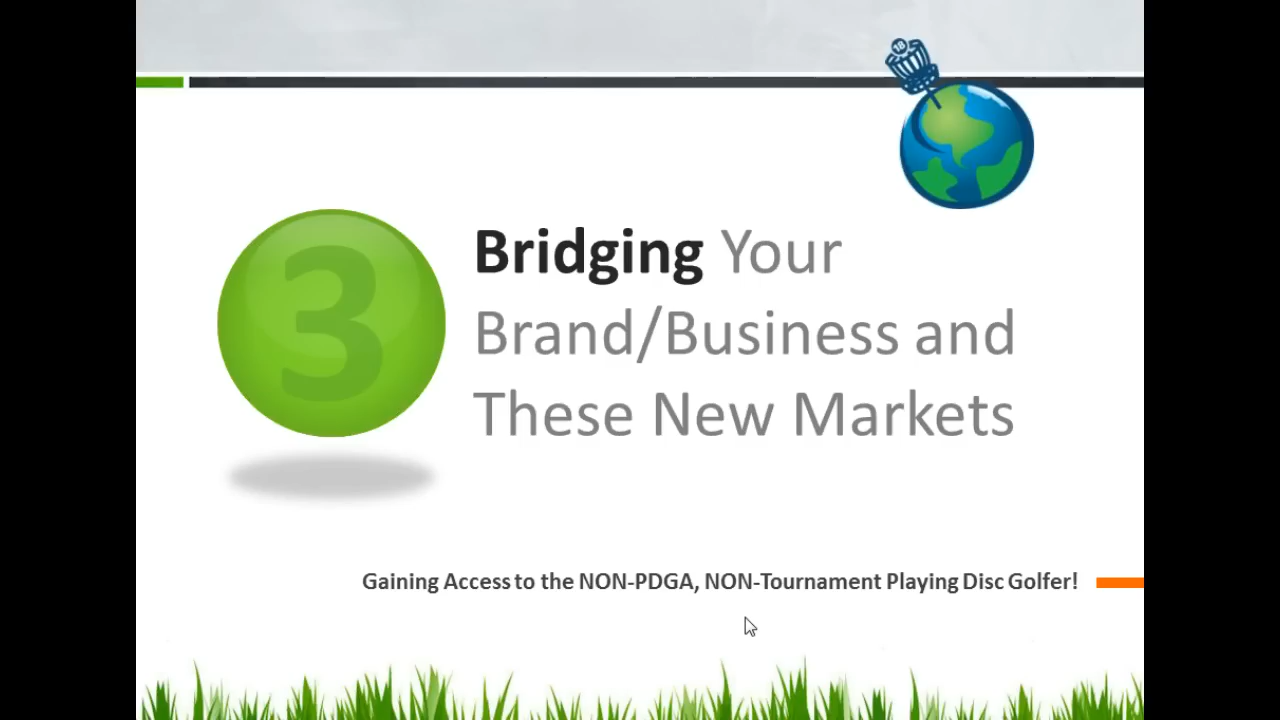 18
3
Bridging Your
Brand/Business and
These New Markets
Gaining Access to the NON-PDGA, NON-Tournament Playing Disc Golfer!